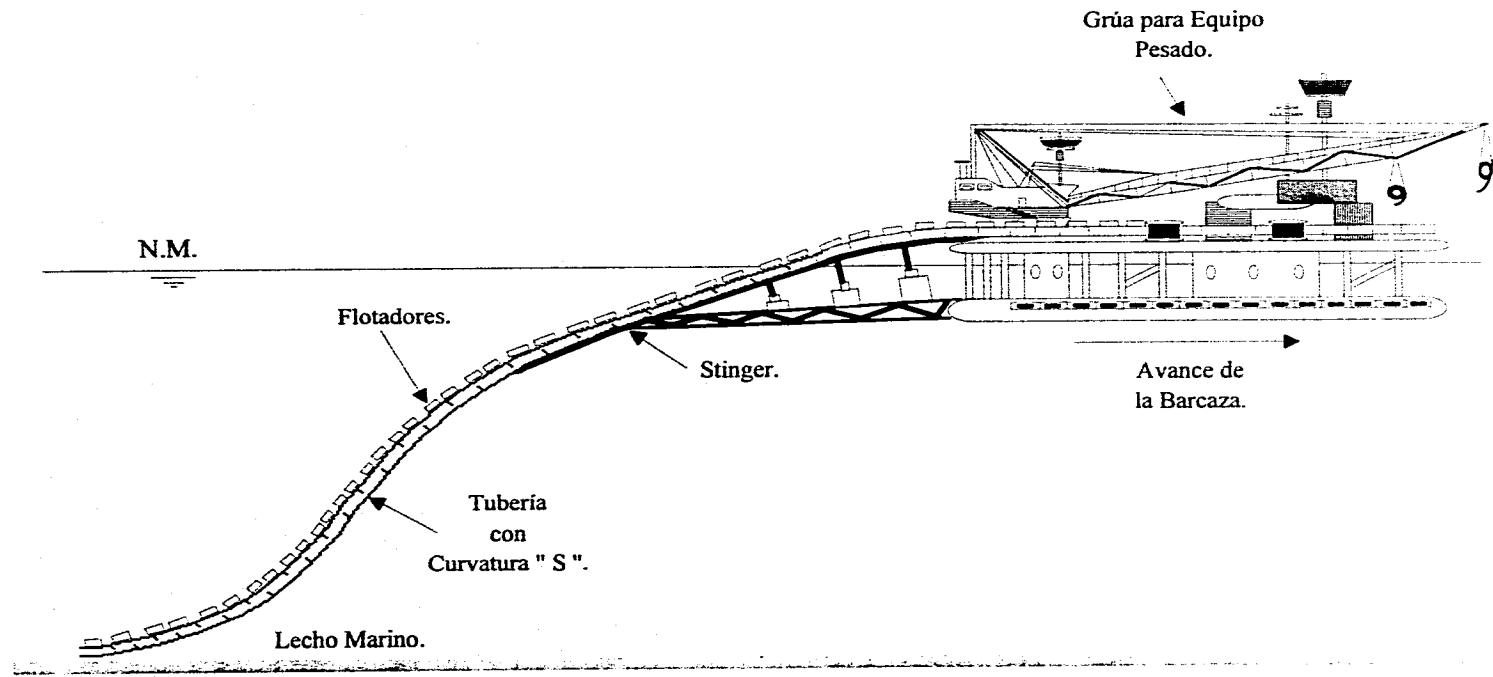 Grúa para Equipo
Pesado.
N.M.
Flotadores.
Stinger.
Avance de
la Barcaza.
Tubería
con
Curvatura " S ".
Lecho Marino.